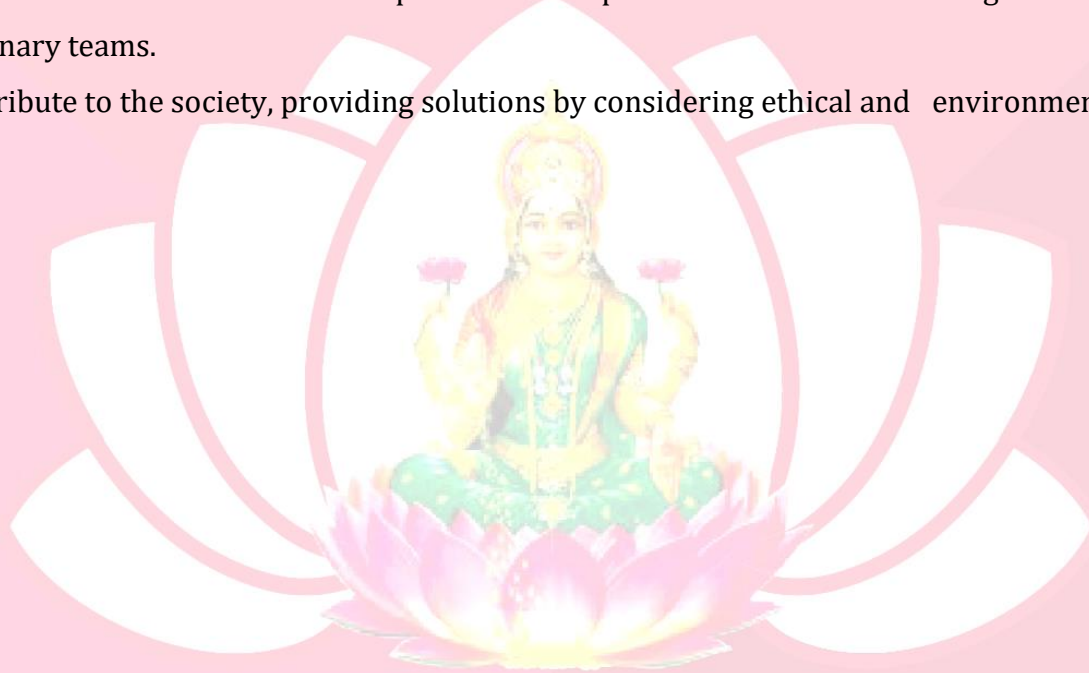 nary teams.
ribute to the society, providing solutions by considering ethical and environmen